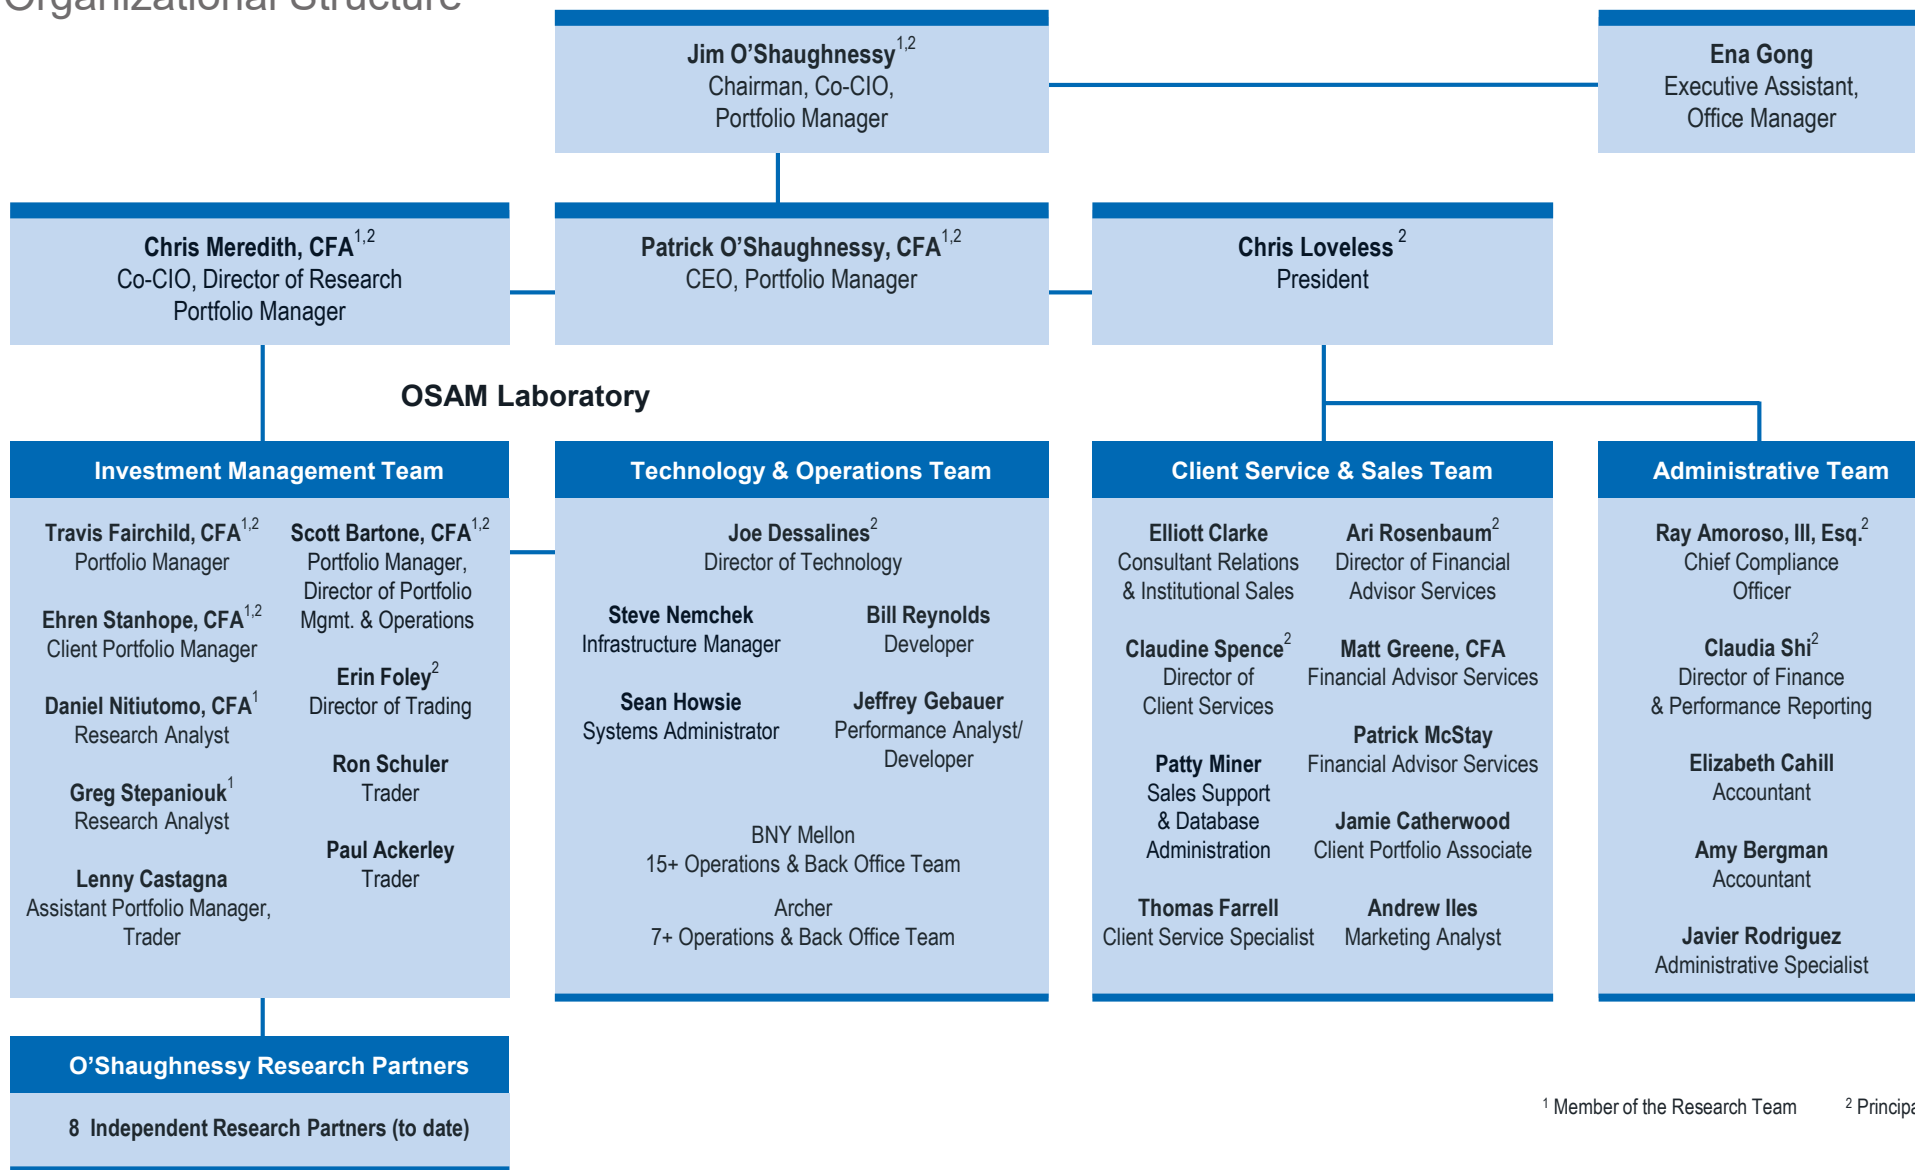 Organizational Structure
Jim O'Shaughnessy1,2
Chairman, Co-CIO,
Portfolio Manager
Ena Gong
Executive Assistant,
Office Manager
Chris Meredith, CFA1,2
Co-CIO, Director of Research
Portfolio Manager
Patrick O'Shaughnessy, CFA1,2
CEO, Portfolio Manager
Chris Loveless 2
President
OSAM Laboratory
Investment Management Team
Travis Fairchild, CFA1,2
Portfolio Manager
Ehren Stanhope, CFA1,2
Client Portfolio Manager
Daniel Nitiutomo, CFA1
Research Analyst
Greg Stepaniouk1
Research Analyst
Lenny Castagna
Assistant Portfolio Manager,
Trader
Scott Bartone, CFA1,2
Portfolio Manager,
Director of Portfolio
Mgmt. & Operations
Erin Foley2
Director of Trading
Ron Schuler
Trader
Paul Ackerley
Trader
Technology & Operations Team
Joe Dessalines2
Director of Technology
Steve Nemchek
Infrastructure Manager
Bill Reynolds
Developer
Sean Howsie
Systems Administrator
Jeffrey Gebauer
Performance Analyst/
Developer
BNY Mellon
15+ Operations & Back Office Team
Archer
7+ Operations & Back Office Team
Client Service & Sales Team
Elliott Clarke
Consultant Relations
& Institutional Sales
Claudine Spence2
Director of
Client Services
Patty Miner
Sales Support
& Database
Administration
Thomas Farrell
Client Service Specialist
Ari Rosenbaum2
Director of Financial
Advisor Services
Matt Greene, CFA
Financial Advisor Services
Patrick McStay
Financial Advisor Services
Jamie Catherwood
Client Portfolio Associate
Andrew Iles
Marketing Analyst
Administrative Team
Ray Amoroso, III, Esq.2
Chief Compliance
Officer
Claudia Shi2
Director of Finance
& Performance Reporting
Elizabeth Cahill
Accountant
Amy Bergman
Accountant
Javier Rodriguez
Administrative Specialist
O'Shaughnessy Research Partners
8 Independent Research Partners (to date)
1 Member of the Research Team 2 Principa